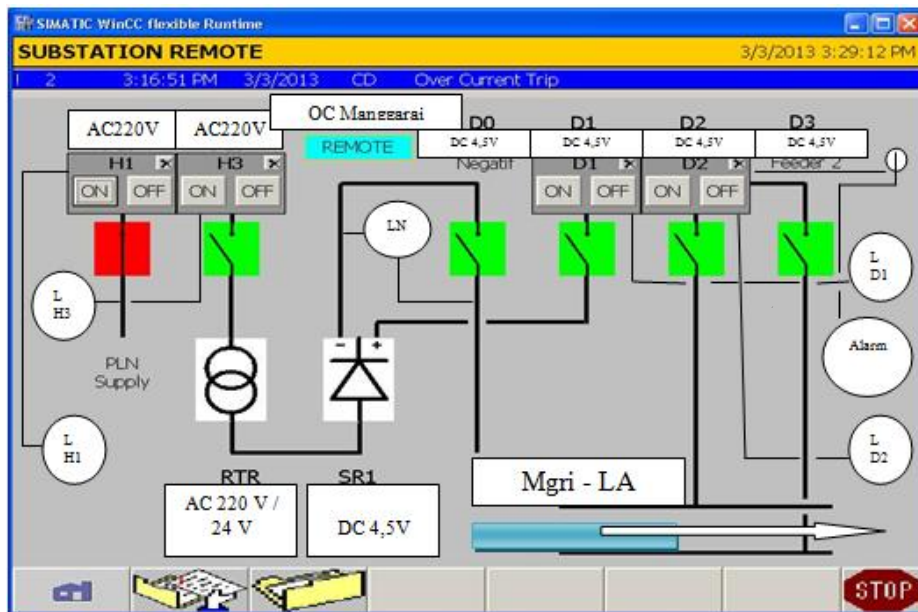 SIMATIC WinCC flexible Runtime
SUBSTATION REMOTE 3/3/2013 3:29:12 PM
! 2 3:16:51 PM 3/3/2013 CD Over Current Trip
OC Manggarai
AC220V AC220V REMOTE
D0 D1 D2 D3
DC 4,5V DC 4,5V DC 4,5V DC 4,5V
Negatif Feeder 2
H1 H3 D1 D2
ON OFF ON OFF ON OFF ON OFF
LN
L D1
L H3
Alarm
PLN Supply
- +
L H1
L D2
RTR SR1
AC 220 V / 24 V
DC 4,5V
Mgri - LA
STOP